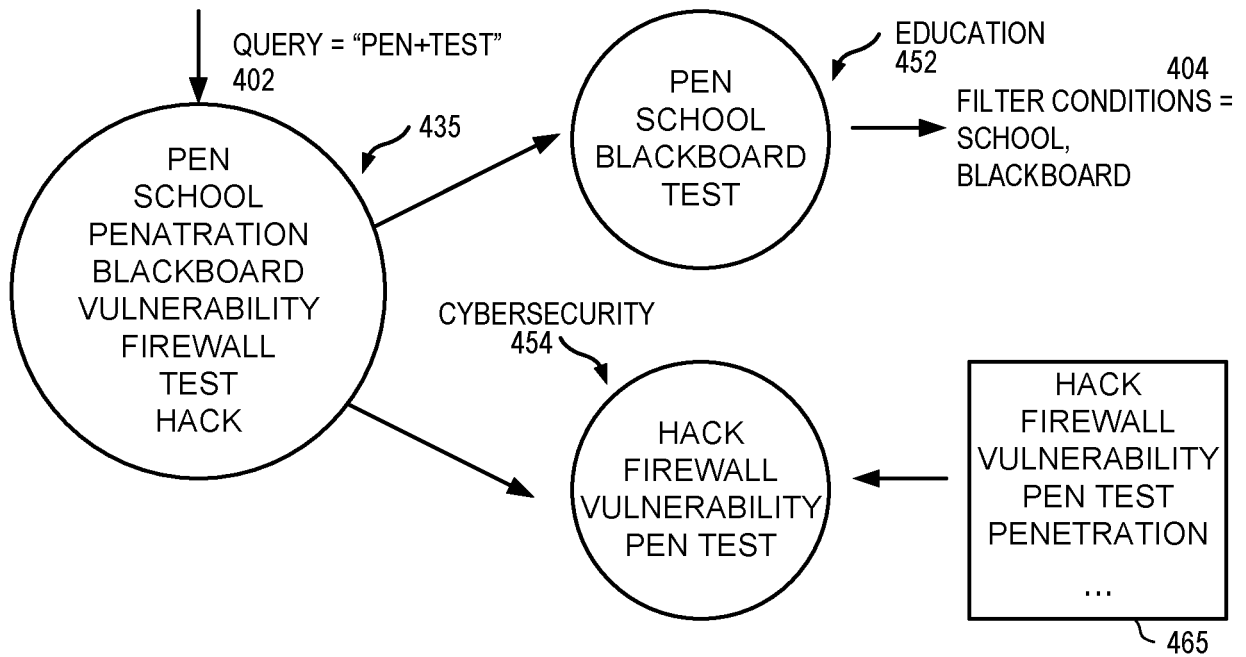 QUERY = “PEN+TEST”
402
435
PEN
SCHOOL
PENATRATION
BLACKBOARD
VULNERABILITY
FIREWALL
TEST
HACK
EDUCATION
452
PEN
SCHOOL
BLACKBOARD
TEST
404
FILTER CONDITIONS =
SCHOOL,
BLACKBOARD
CYBERSECURITY
454
HACK
FIREWALL
VULNERABILITY
PEN TEST
HACK
FIREWALL
VULNERABILITY
PEN TEST
PENETRATION
...
465